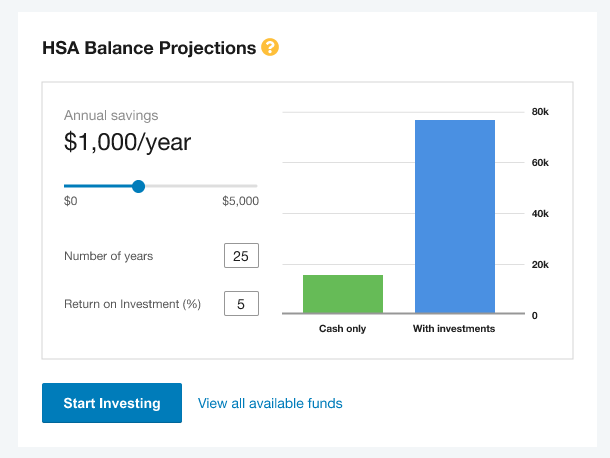 HSA Balance Projections ?
Annual savings
$1,000/year
$0 $5,000
Number of years 25
Return on Investment (%) 5
80k
60k
40k
20k
0
Cash only With investments
Start Investing View all available funds